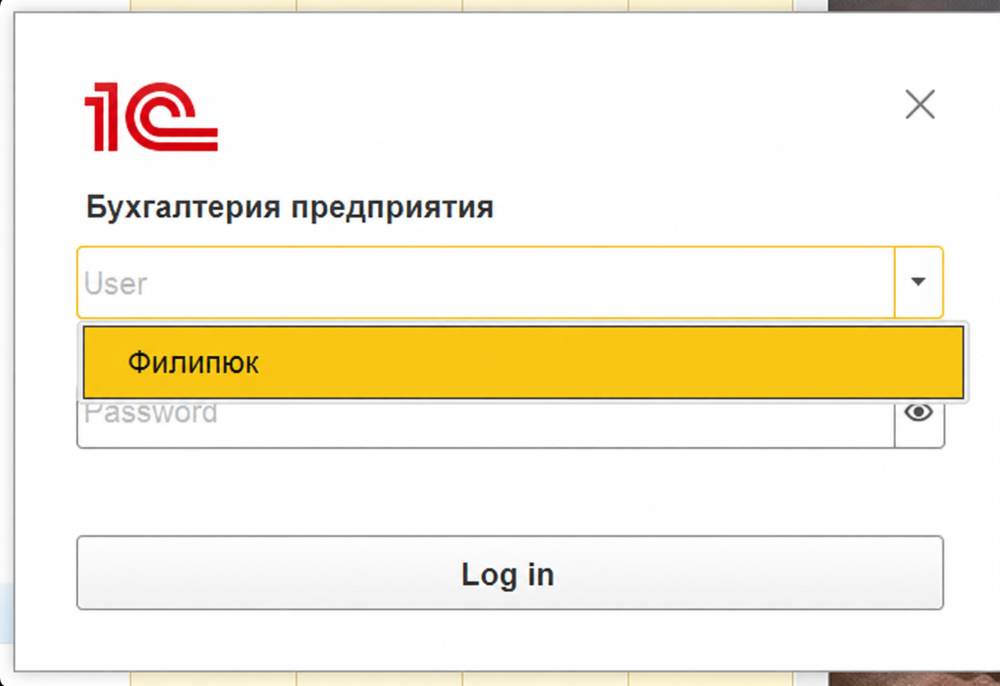 1С
Бухгалтерия предприятия
User
Филипюк
Password
Log in